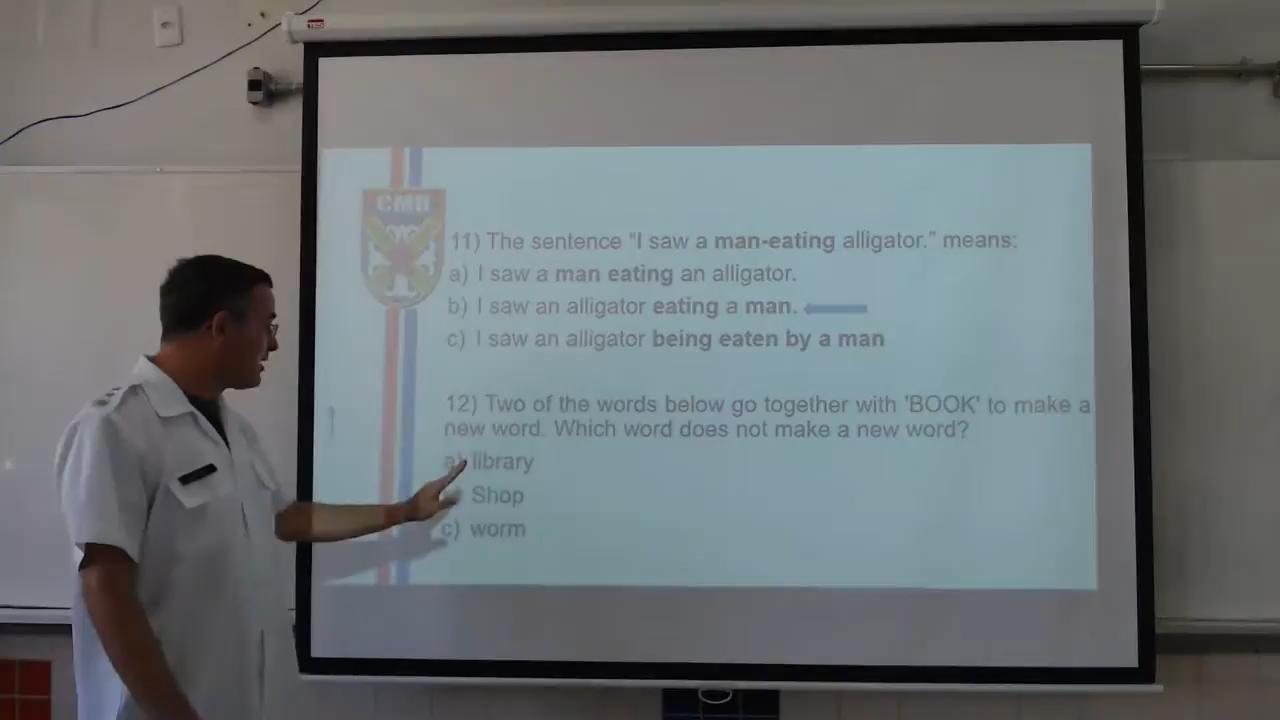 CMB
11) The sentence “I saw a man-eating alligator.” means:
a) I saw a man eating an alligator.
b) I saw an alligator eating a man.
c) I saw an alligator being eaten by a man
12) Two of the words below go together with 'BOOK' to make a
new word. Which word does not make a new word?
a) library
Shop
c) worm